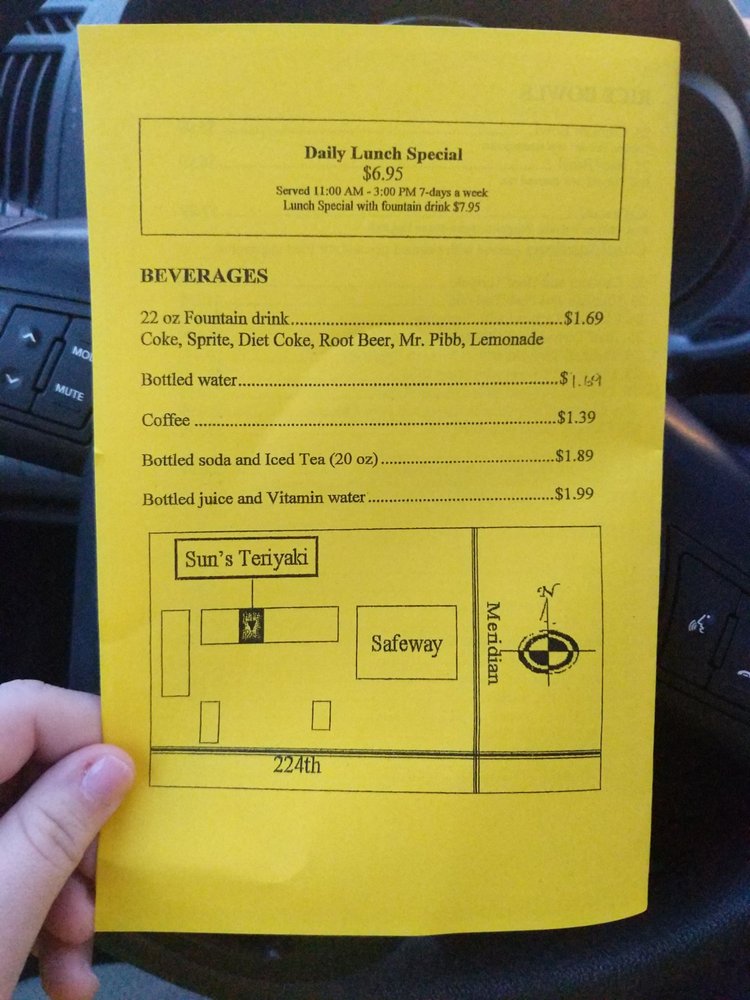 Daily Lunch Special
$6.95
Served 11:00 AM - 3:00 PM 7-days a week
Lunch Special with fountain drink $7.95
BEVERAGES
22 oz Fountain drink..............................................................$1.69
Coke, Sprite, Diet Coke, Root Beer, Mr. Pibb, Lemonade
Bottled water..........................................................................$1.69
Coffee ....................................................................................$1.39
Bottled soda and Iced Tea (20 oz)........................................$1.89
Bottled juice and Vitamin water...........................................$1.99
Sun's Teriyaki
Safeway
Meridian
N
224th
MUTE